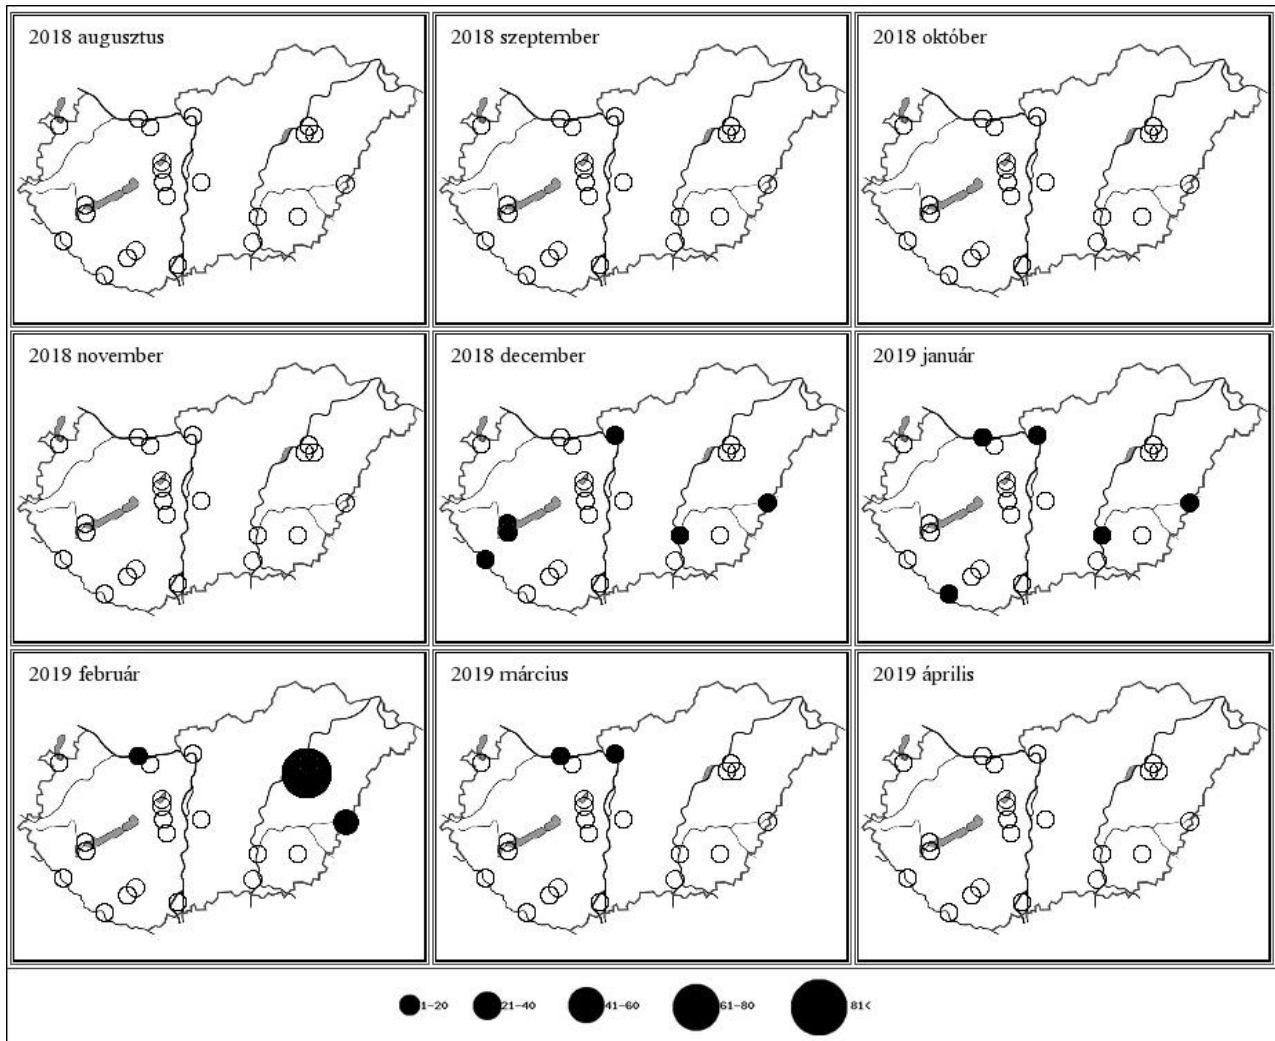 2018 augusztus
2018 szeptember
2018 október
2018 november
2018 december
2019 január
2019 február
2019 március
2019 április
1-20 21-40 41-60 61-80 81<